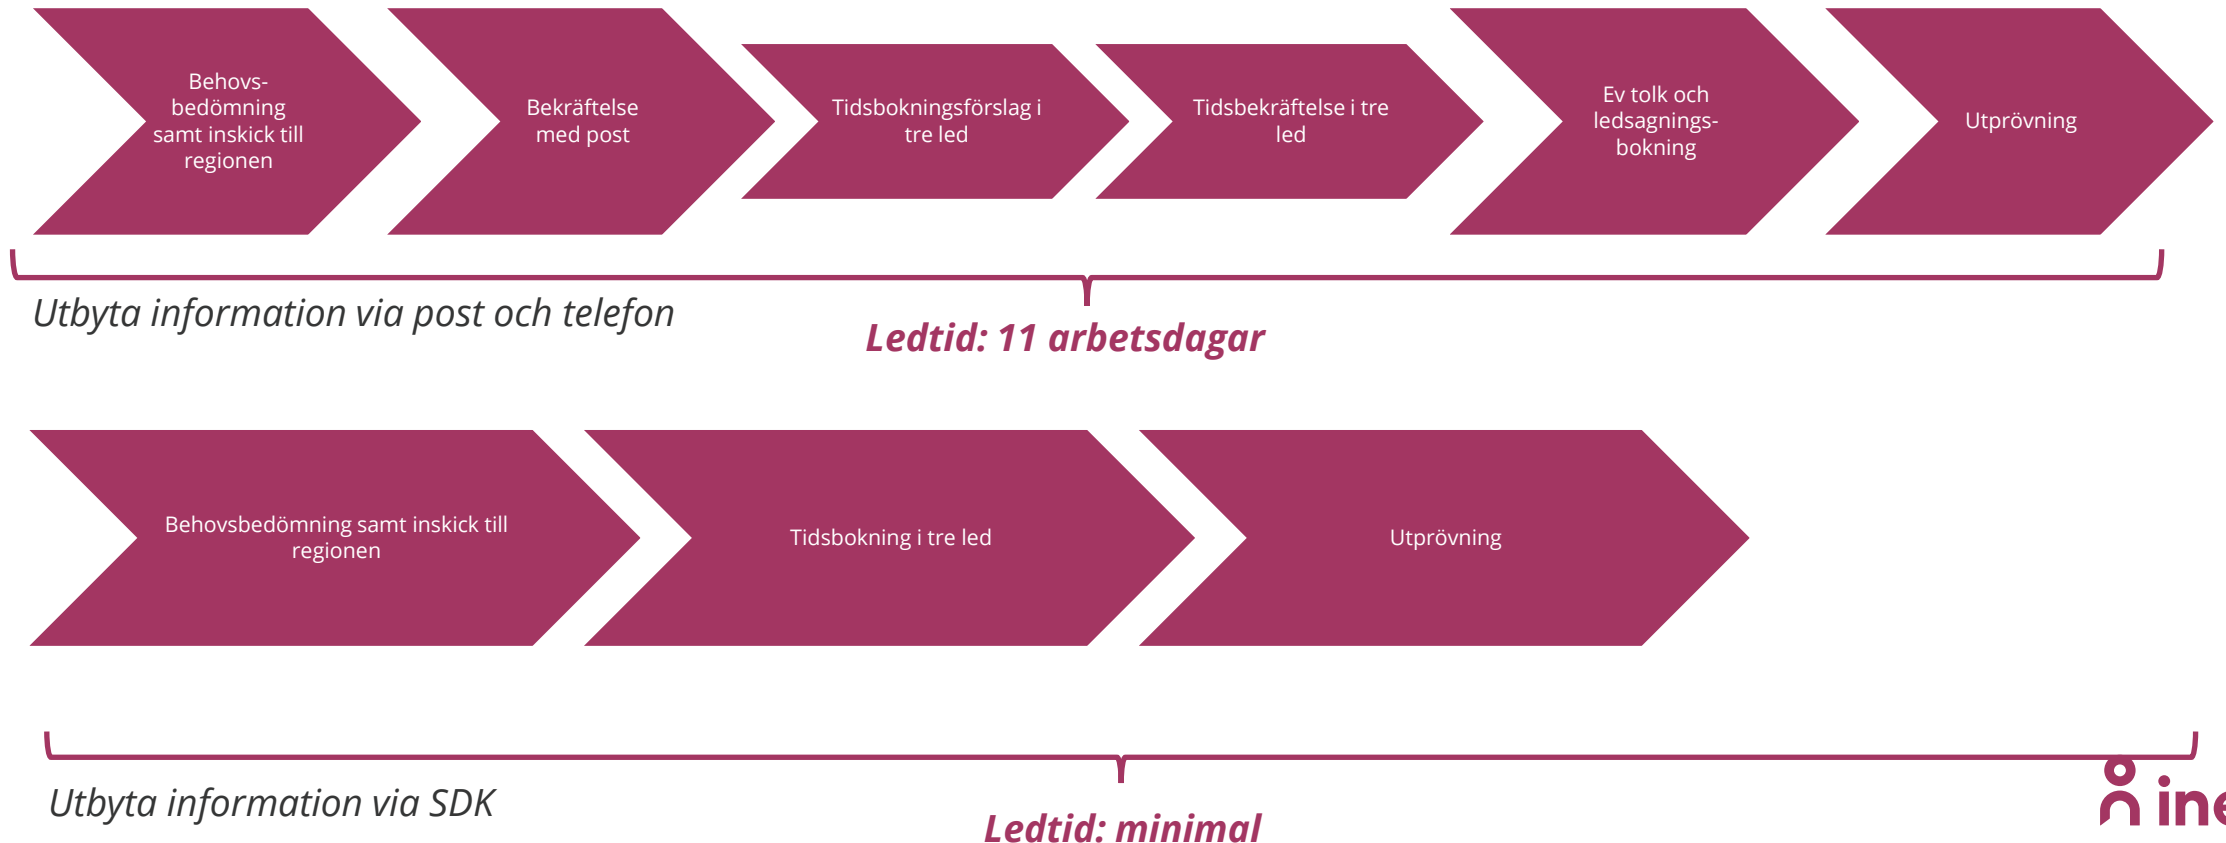 Behovs-
bedömning
samt inskick till
regionen
Bekräftelse
med post
Tidsbokningsförslag i
tre led
Tidsbekräftelse i tre
led
Ev tolk och
ledsagnings-
bokning
Utprövning
Utbyta information via post och telefon
Ledtid: 11 arbetsdagar
Behovsbedömning samt inskick till
regionen
Tidsbokning i tre led
Utprövning
Utbyta information via SDK
Ledtid: minimal